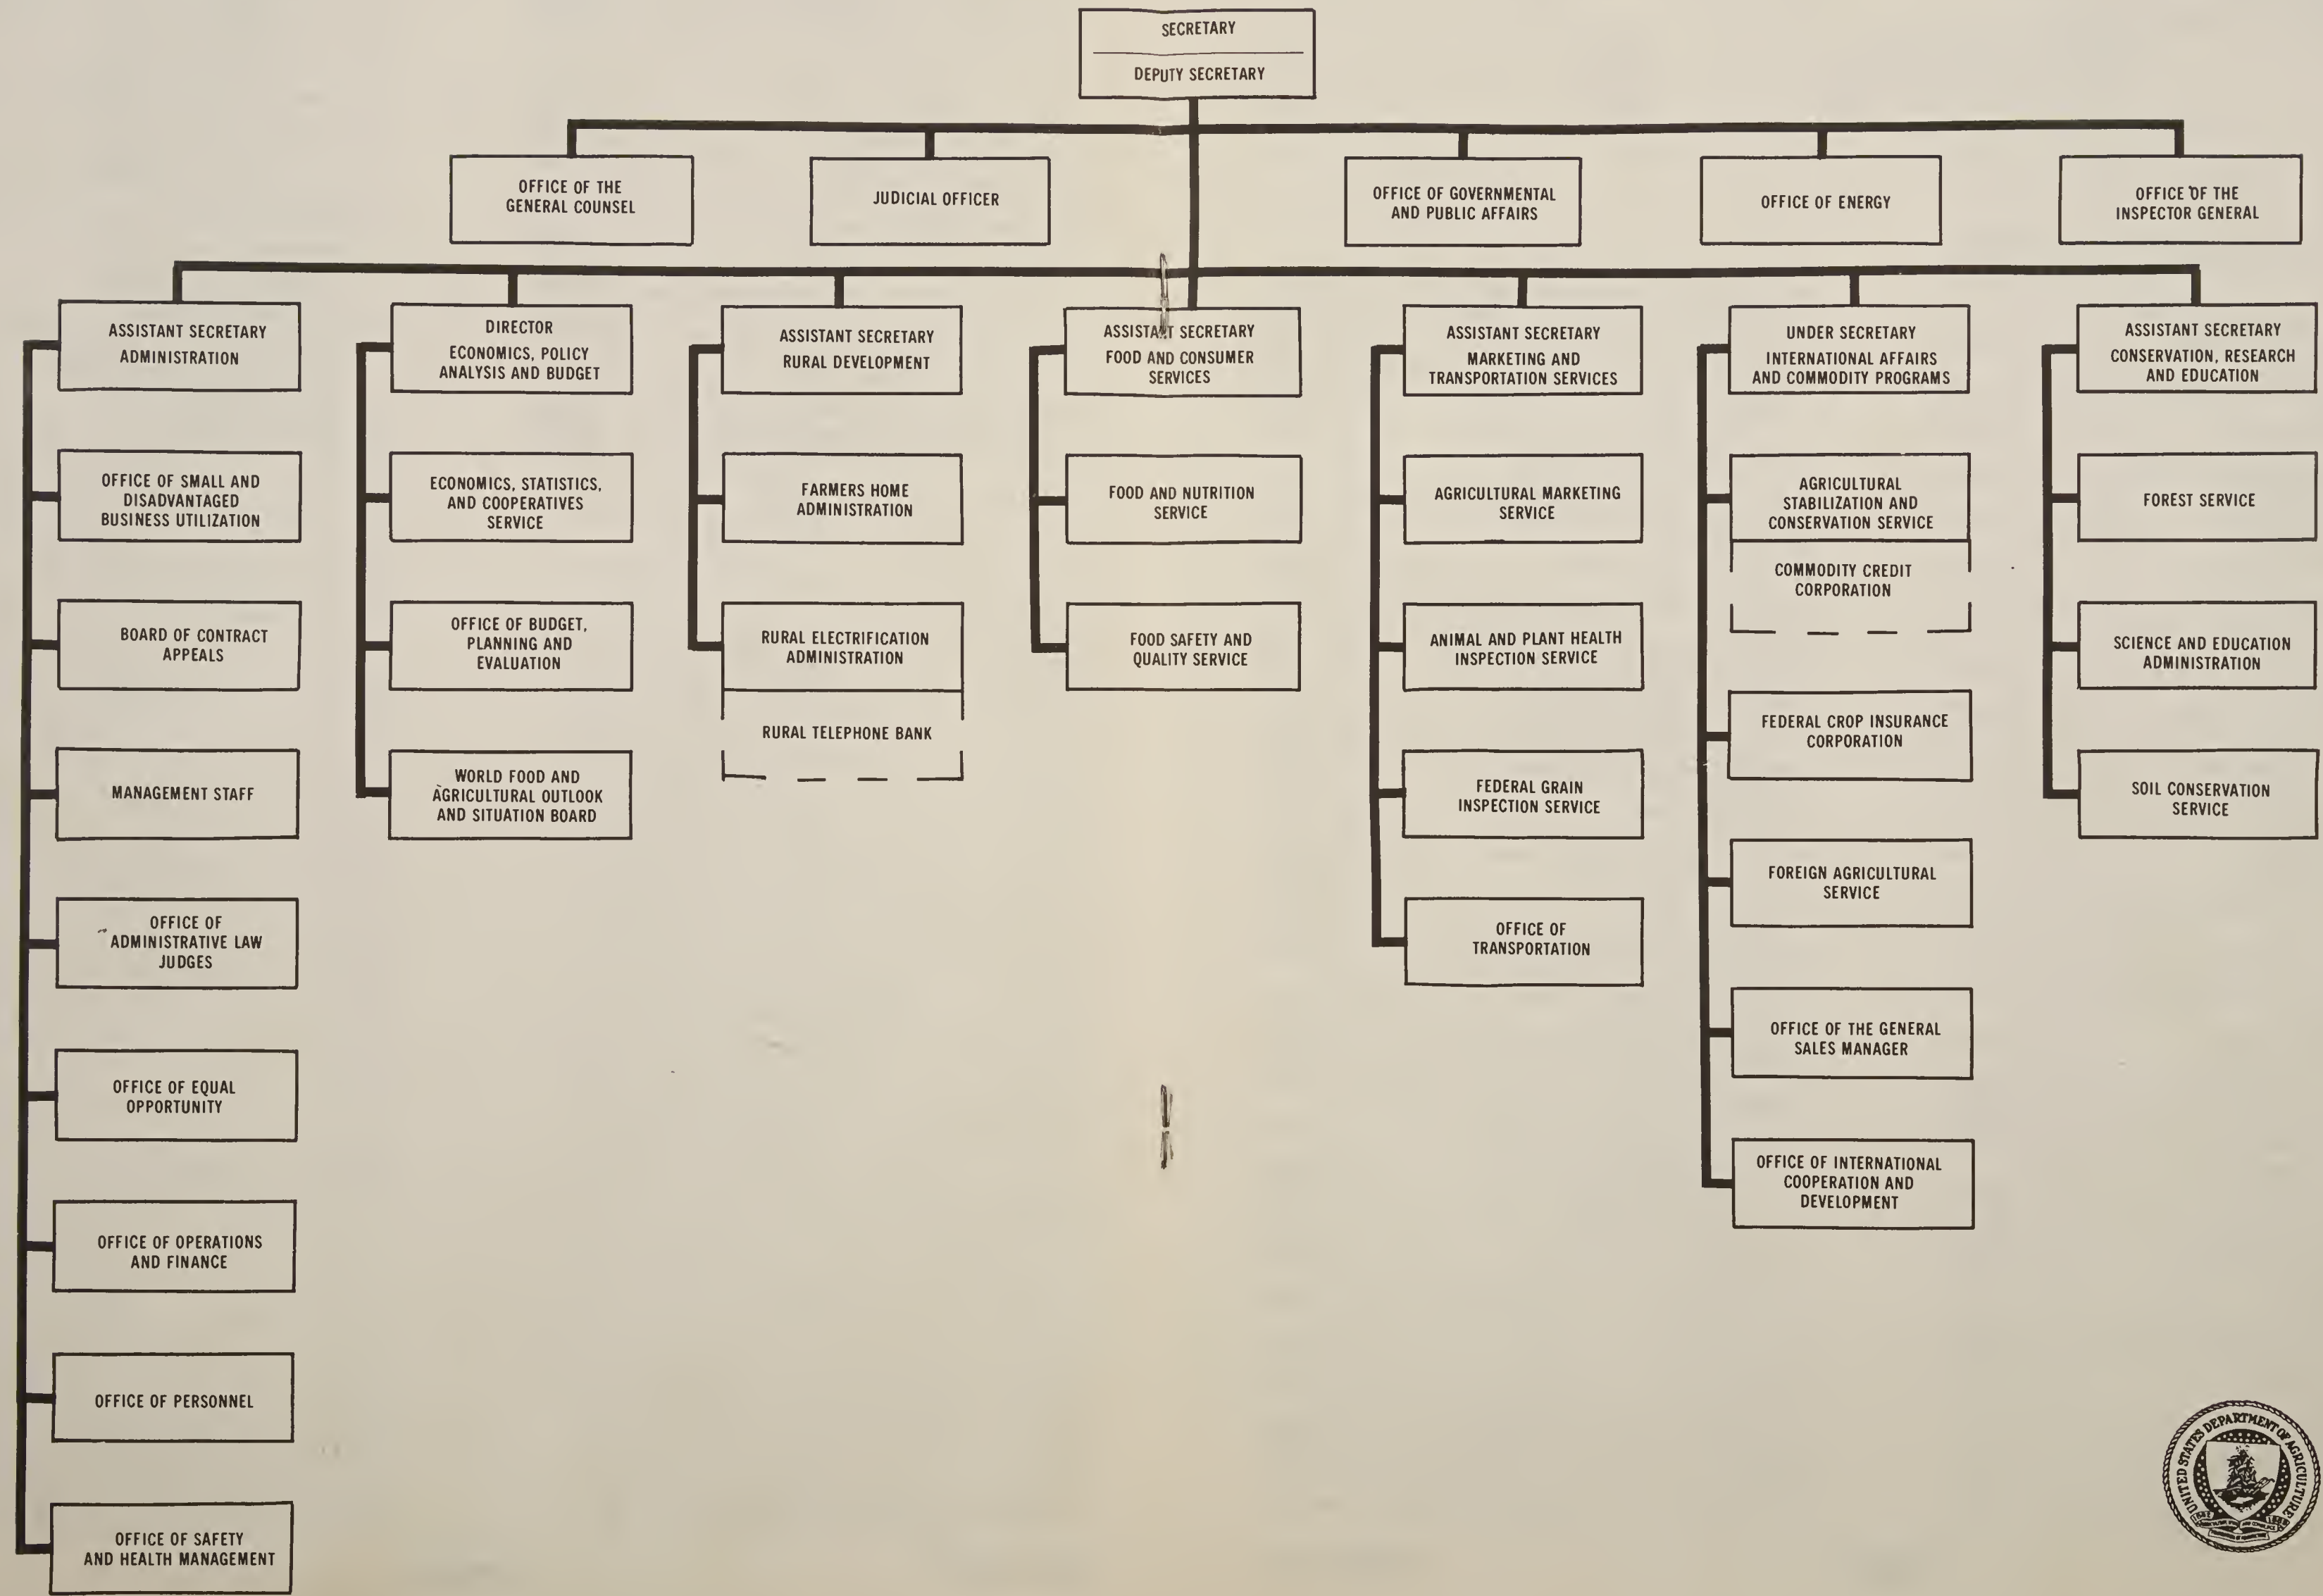 SECRETARY
DEPUTY SECRETARY
OFFICE OF THE
GENERAL COUNSEL
JUDICIAL OFFICER
OFFICE OF GOVERNMENTAL
AND PUBLIC AFFAIRS
OFFICE OF ENERGY
OFFICE OF THE
INSPECTOR GENERAL
ASSISTANT SECRETARY
ADMINISTRATION
OFFICE OF SMALL AND
DISADVANTAGED
BUSINESS UTILIZATION
BOARD OF CONTRACT
APPEALS
MANAGEMENT STAFF
OFFICE OF
ADMINISTRATIVE LAW
JUDGES
OFFICE OF EQUAL
OPPORTUNITY
OFFICE OF OPERATIONS
AND FINANCE
OFFICE OF PERSONNEL
OFFICE OF SAFETY
AND HEALTH MANAGEMENT
DIRECTOR
ECONOMICS, POLICY
ANALYSIS AND BUDGET
ECONOMICS, STATISTICS,
AND COOPERATIVES
SERVICE
OFFICE OF BUDGET,
PLANNING AND
EVALUATION
WORLD FOOD AND
AGRICULTURAL OUTLOOK
AND SITUATION BOARD
ASSISTANT SECRETARY
RURAL DEVELOPMENT
FARMERS HOME
ADMINISTRATION
RURAL ELECTRIFICATION
ADMINISTRATION
RURAL TELEPHONE BANK
ASSISTANT SECRETARY
FOOD AND CONSUMER
SERVICES
FOOD AND NUTRITION
SERVICE
FOOD SAFETY AND
QUALITY SERVICE
ASSISTANT SECRETARY
MARKETING AND
TRANSPORTATION SERVICES
AGRICULTURAL MARKETING
SERVICE
ANIMAL AND PLANT HEALTH
INSPECTION SERVICE
FEDERAL GRAIN
INSPECTION SERVICE
OFFICE OF
TRANSPORTATION
UNDER SECRETARY
INTERNATIONAL AFFAIRS
AND COMMODITY PROGRAMS
AGRICULTURAL
STABILIZATION AND
CONSERVATION SERVICE
COMMODITY CREDIT
CORPORATION
FEDERAL CROP INSURANCE
CORPORATION
FOREIGN AGRICULTURAL
SERVICE
OFFICE OF THE GENERAL
SALES MANAGER
OFFICE OF INTERNATIONAL
COOPERATION AND
DEVELOPMENT
ASSISTANT SECRETARY
CONSERVATION, RESEARCH
AND EDUCATION
FOREST SERVICE
SCIENCE AND EDUCATION
ADMINISTRATION
SOIL CONSERVATION
SERVICE
UNITED STATES DEPARTMENT OF AGRICULTURE